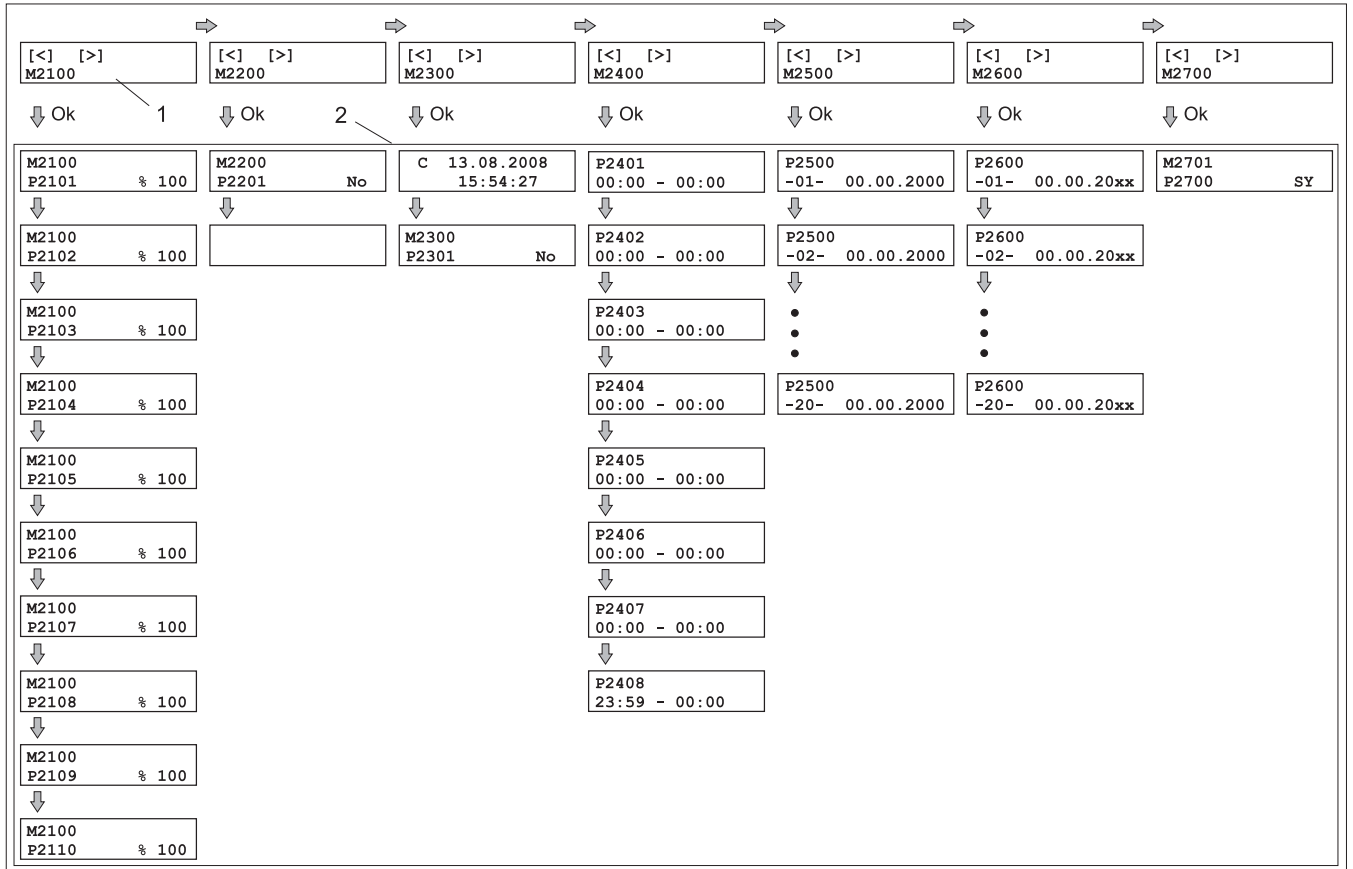 [<] [>]
M2100
[<] [>]
M2200
[<] [>]
M2300
[<] [>]
M2400
[<] [>]
M2500
[<] [>]
M2600
[<] [>]
M2700
Ok
1
Ok
2
Ok
Ok
Ok
Ok
Ok
M2100
P2101 % 100
M2100
P2102 % 100
M2100
P2103 % 100
M2100
P2104 % 100
M2100
P2105 % 100
M2100
P2106 % 100
M2100
P2107 % 100
M2100
P2108 % 100
M2100
P2109 % 100
M2100
P2110 % 100
M2200
P2201 No
C 13.08.2008
15:54:27
M2300
P2301 No
P2401
00:00 - 00:00
P2402
00:00 - 00:00
P2403
00:00 - 00:00
P2404
00:00 - 00:00
P2405
00:00 - 00:00
P2406
00:00 - 00:00
P2407
00:00 - 00:00
P2408
23:59 - 00:00
P2500
-01- 00.00.2000
P2500
-02- 00.00.2000
P2500
-20- 00.00.2000
P2600
-01- 00.00.20xx
P2600
-02- 00.00.20xx
P2600
-20- 00.00.20xx
M2701
P2700 SY